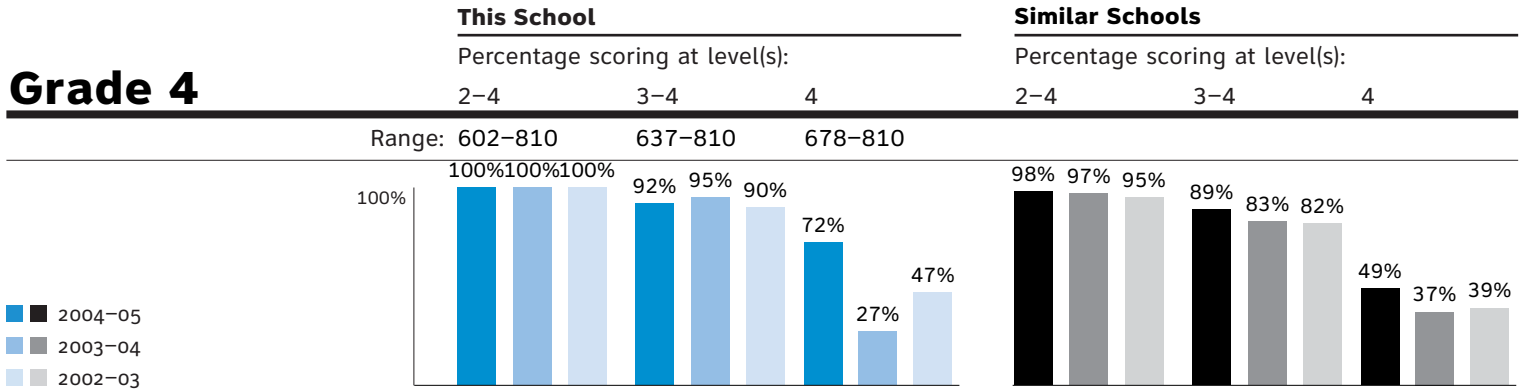 This School Similar Schools
Percentage scoring at level(s): Percentage scoring at level(s):
Grade 4 2–4 3–4 4 2–4 3–4 4
Range: 602–810 637–810 678–810
100% 100% 100% 100% 92% 95% 90% 72% 27% 47% 98% 97% 95% 89% 83% 82% 49% 37% 39%
2004–05
2003–04
2002–03